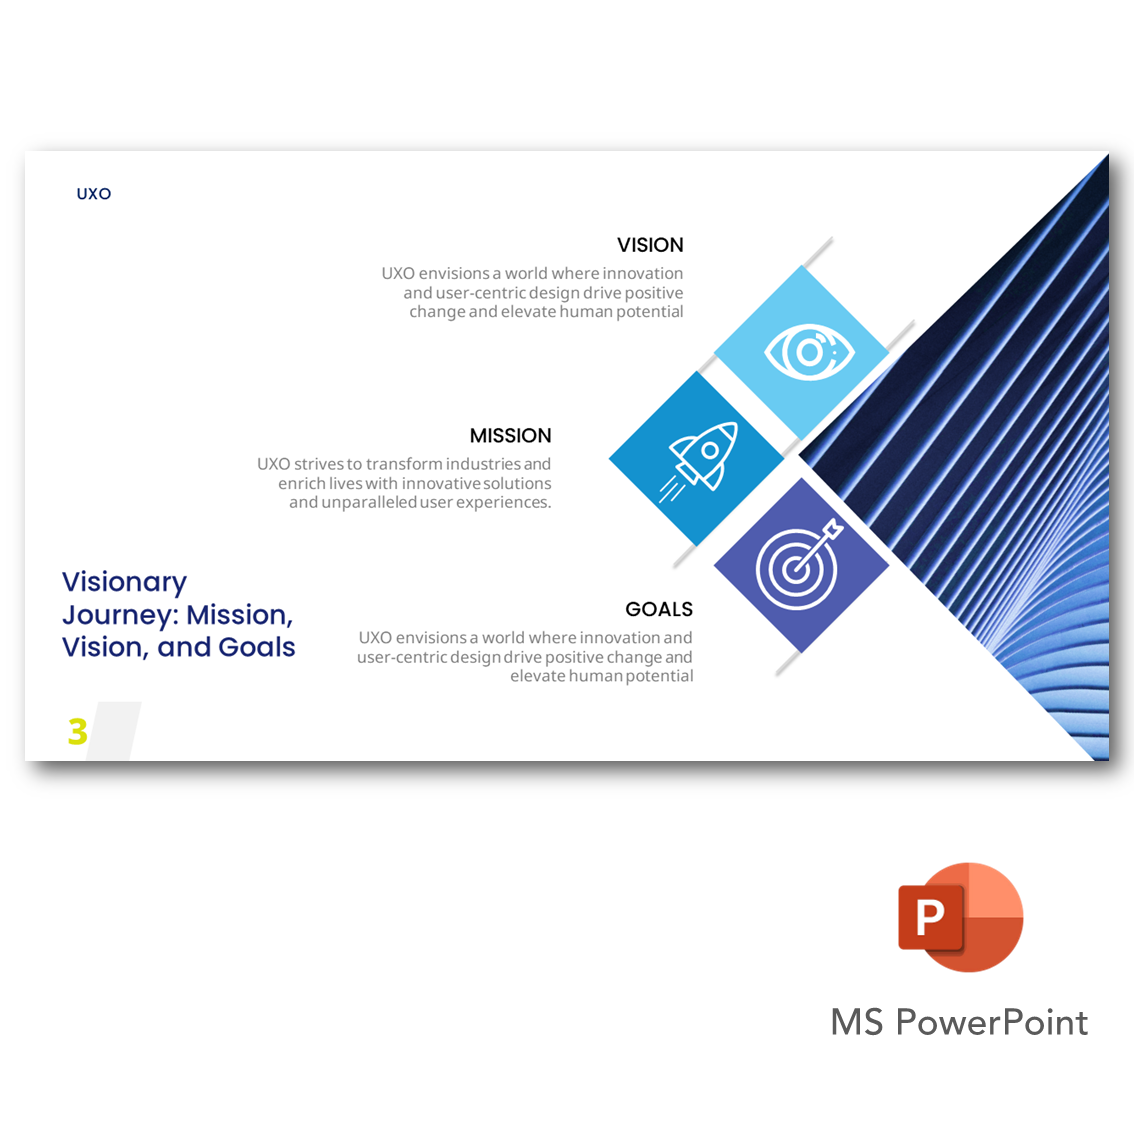 UXO
VISION
UXO envisions a world where innovation
and user-centric design drive positive
change and elevate human potential
MISSION
UXO strives to transform industries and
enrich lives with innovative solutions
and unparalleled user experiences.
Visionary
Journey: Mission,
Vision, and Goals
GOALS
UXO envisions a world where innovation and
user-centric design drive positive change and
elevate human potential
3
P
MS PowerPoint